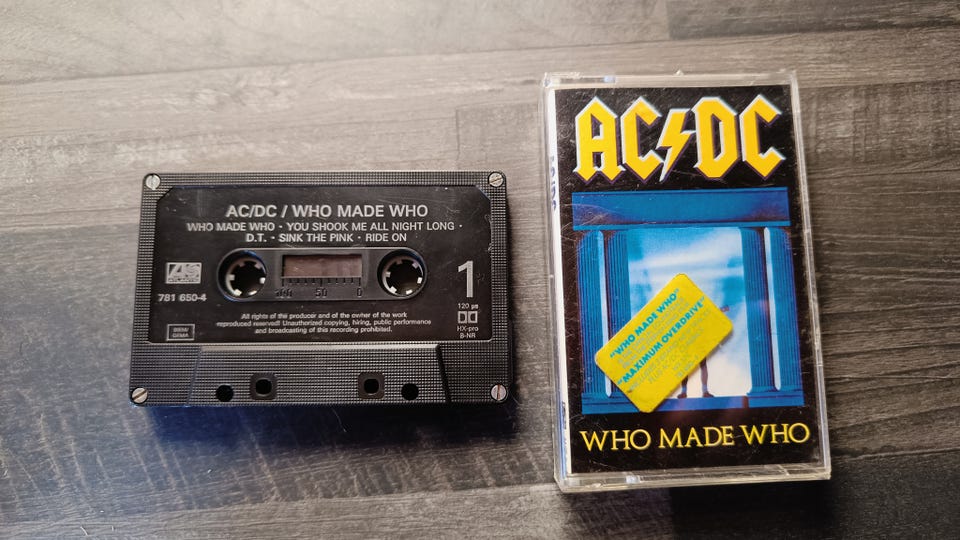 AC/DC / WHO MADE WHO
WHO MADE WHO · YOU SHOOK ME ALL NIGHT LONG ·
D.T. · SINK THE PINK · RIDE ON
ATLANTIC
781 650-4
100 50 0
1
120 µs
HX-pro
B-NR
BIEM/
GEMA
All rights of the producer and of the owner of the work
reproduced reserved! Unauthorized copying, hiring, public performance
and broadcasting of this recording prohibited.
AC DC
"WHO MADE WHO"
"MAXIMUM OVERDRIVE"
WHO MADE WHO